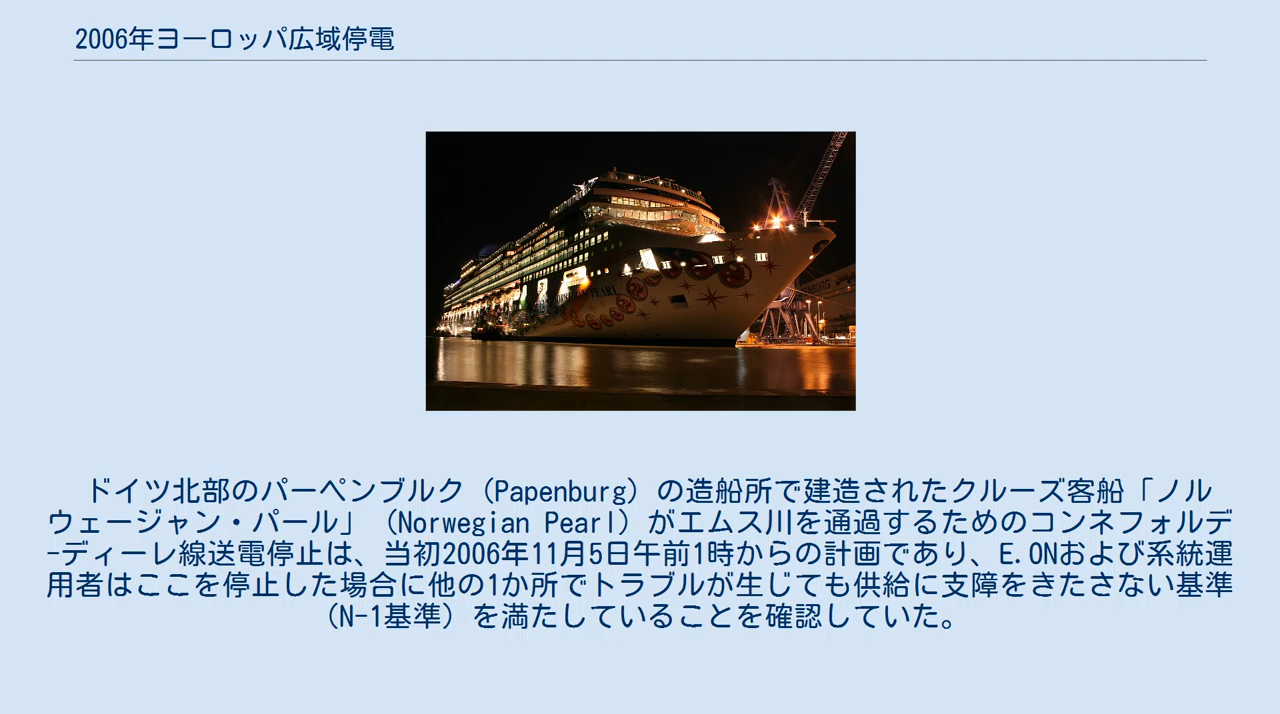 2006年ヨーロッパ広域停電
ドイツ北部のパーペンブルク（Papenburg）の造船所で建造されたクルーズ客船「ノル
ウェージャン・パール」（Norwegian Pearl）がエムス川を通過するためのコンネフォルデ
-ディーレ線送電停止は、当初2006年11月5日午前1時からの計画であり、E.ONおよび系統運
用者はここを停止した場合に他の1か所でトラブルが生じても供給に支障をきたさない基準
（N-1基準）を満たしていることを確認していた。